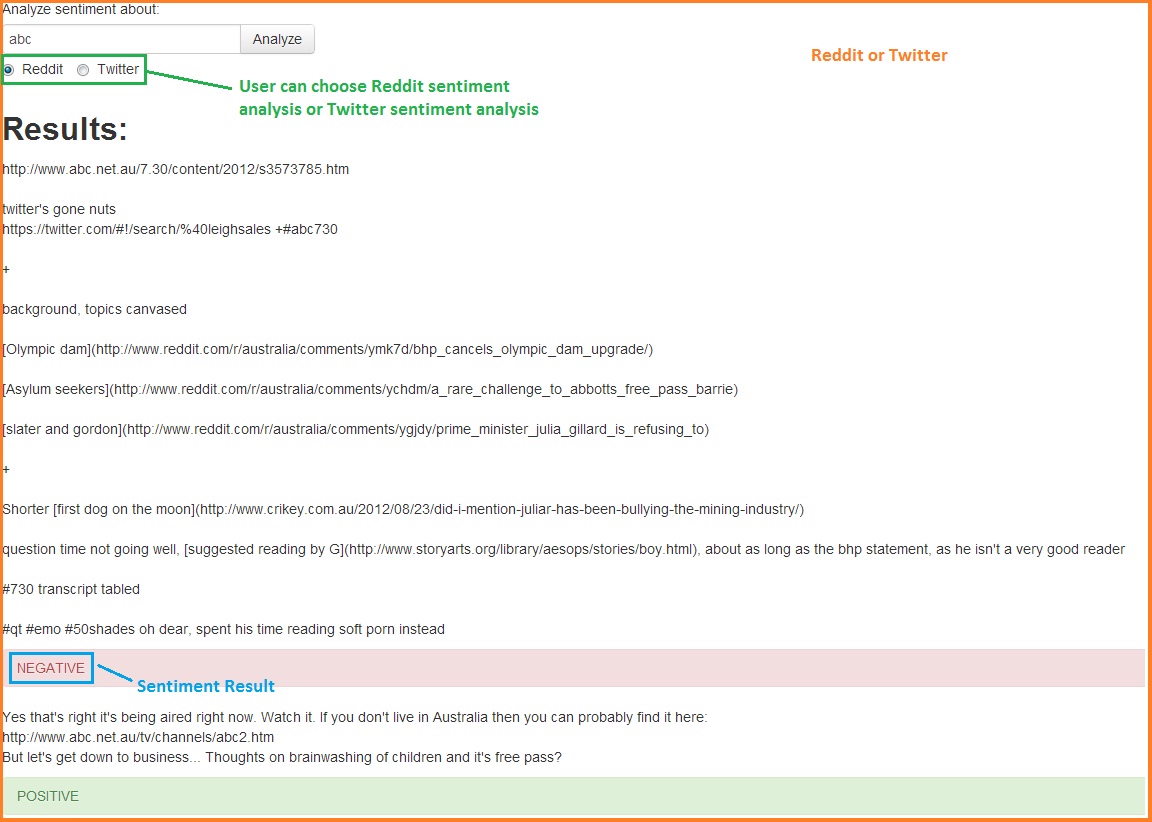 Analyze sentiment about:
abc
Analyze
Reddit or Twitter
Reddit Twitter
User can choose Reddit sentiment
analysis or Twitter sentiment analysis
Results:
http://www.abc.net.au/7.30/content/2012/s3573785.htm
twitter's gone nuts
https://twitter.com/#!/search/%40leighsales +#abc730
+
background, topics canvased
[Olympic dam](http://www.reddit.com/r/australia/comments/ymk7d/bhp_cancels_olympic_dam_upgrade/)
[Asylum seekers](http://www.reddit.com/r/australia/comments/ychdm/a_rare_challenge_to_abbotts_free_pass_barrie)
[slater and gordon](http://www.reddit.com/r/australia/comments/ygjdy/prime_minister_julia_gillard_is_refusing_to)
+
Shorter [first dog on the moon](http://www.crikey.com.au/2012/08/23/did-i-mention-juliar-has-been-bullying-the-mining-industry/)
question time not going well, [suggested reading by G](http://www.storyarts.org/library/aesops/stories/boy.html), about as long as the bhp statement, as he isn't a very good reader
#730 transcript tabled
#qt #emo #50shades oh dear, spent his time reading soft porn instead
NEGATIVE
Sentiment Result
Yes that's right it's being aired right now. Watch it. If you don't live in Australia then you can probably find it here:
http://www.abc.net.au/tv/channels/abc2.htm
But let's get down to business... Thoughts on brainwashing of children and it's free pass?
POSITIVE